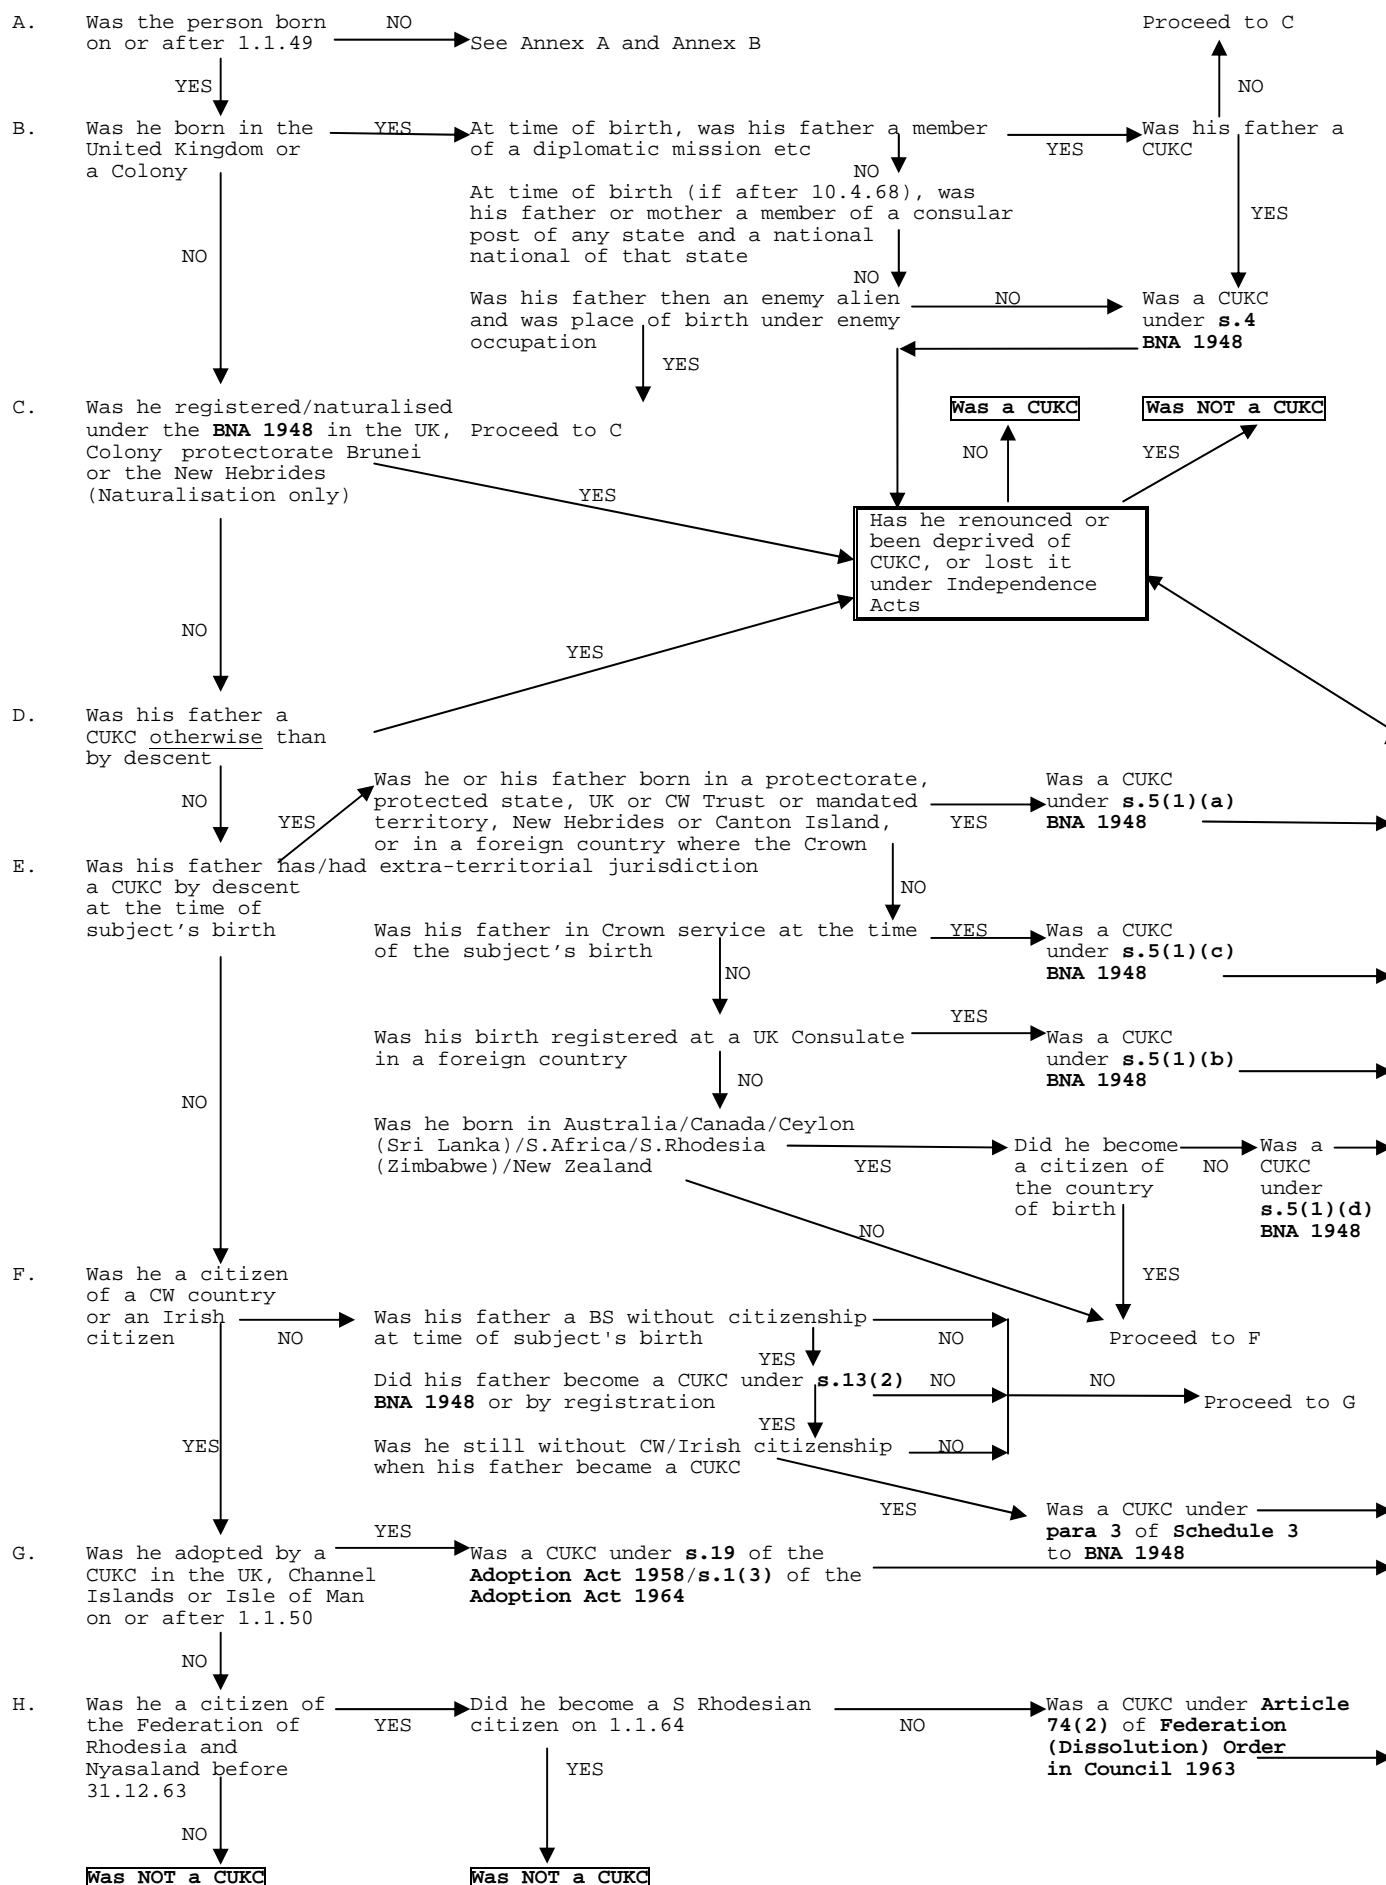 A. Was the person born NO Proceed to C
on or after 1.1.49 See Annex A and Annex B
YES NO
B. Was he born in the YES At time of birth, was his father a member Was his father a
United Kingdom or of a diplomatic mission etc YES CUKC
a Colony NO
At time of birth (if after 10.4.68), was
his father or mother a member of a consular YES
post of any state and a national
NO national of that state
NO
Was his father then an enemy alien NO Was a CUKC
and was place of birth under enemy under s.4
occupation BNA 1948
YES
C. Was he registered/naturalised Was a CUKC Was NOT a CUKC
under the BNA 1948 in the UK, Proceed to C
Colony protectorate Brunei NO YES
or the New Hebrides
(Naturalisation only) YES
Has he renounced or
been deprived of
CUKC, or lost it
under Independence
Acts
NO
YES
D. Was his father a
CUKC otherwise than
by descent
Was he or his father born in a protectorate, Was a CUKC
NO protected state, UK or CW Trust or mandated under s.5(1)(a)
YES territory, New Hebrides or Canton Island, YES BNA 1948
or in a foreign country where the Crown
E. Was his father has/had extra-territorial jurisdiction
a CUKC by descent NO
at the time of
subject's birth Was his father in Crown service at the time YES Was a CUKC
of the subject's birth under s.5(1)(c)
NO BNA 1948
YES
Was his birth registered at a UK Consulate Was a CUKC
in a foreign country under s.5(1)(b)
NO BNA 1948
NO
Was he born in Australia/Canada/Ceylon
(Sri Lanka)/S.Africa/S.Rhodesia Did he become Was a
(Zimbabwe)/New Zealand YES a citizen of NO CUKC
the country under
of birth s.5(1)(d)
NO BNA 1948
F. Was he a citizen YES
of a CW country
or an Irish Was his father a BS without citizenship
citizen NO at time of subject's birth NO Proceed to F
YES
Did his father become a CUKC under s.13(2) NO NO
BNA 1948 or by registration Proceed to G
YES
YES Was he still without CW/Irish citizenship NO
when his father became a CUKC
YES Was a CUKC under
YES para 3 of Schedule 3
G. Was he adopted by a Was a CUKC under s.19 of the to BNA 1948
CUKC in the UK, Channel Adoption Act 1958/s.1(3) of the
Islands or Isle of Man Adoption Act 1964
on or after 1.1.50
NO
H. Was he a citizen of Did he become a S Rhodesian Was a CUKC under Article
the Federation of YES citizen on 1.1.64 NO 74(2) of Federation
Rhodesia and (Dissolution) Order
Nyasaland before YES in Council 1963
31.12.63
NO
Was NOT a CUKC Was NOT a CUKC